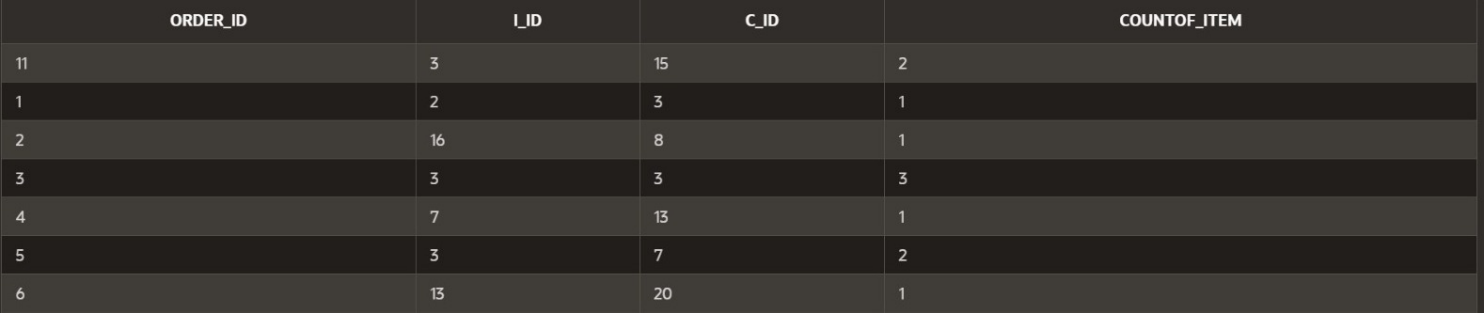 ORDER_ID I_ID C_ID COUNTOF_ITEM
11 3 15 2
1 2 3 1
2 16 8 1
3 3 3 3
4 7 13 1
5 3 7 2
6 13 20 1